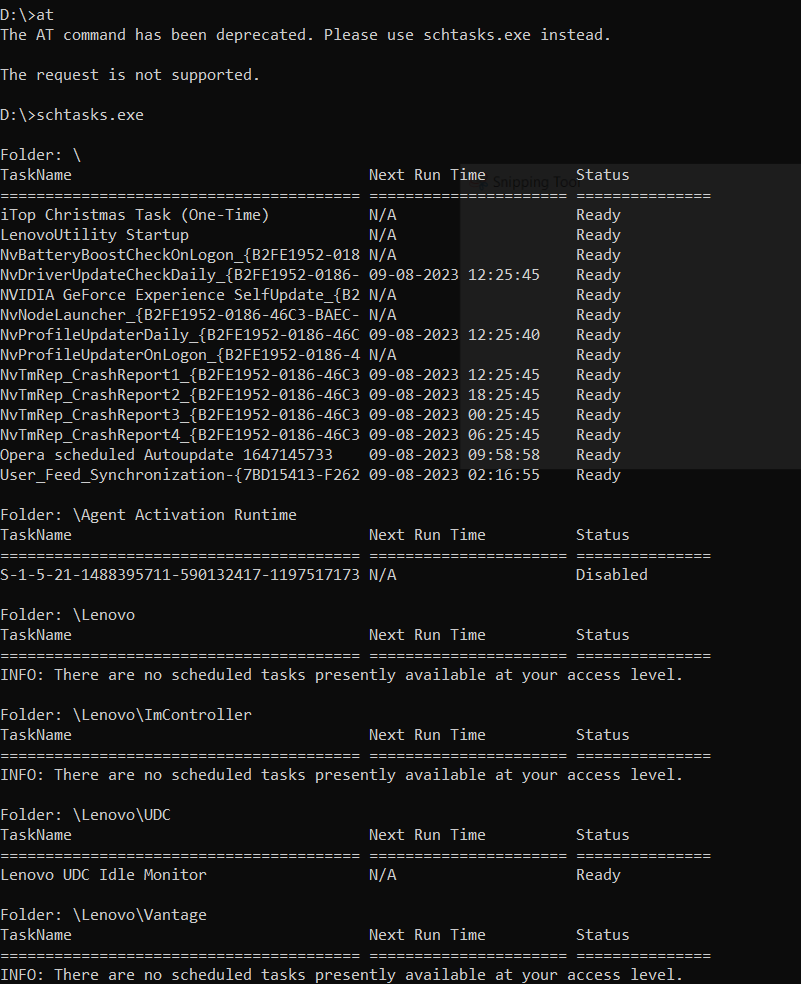 D:\>at
The AT command has been deprecated. Please use schtasks.exe instead.
The request is not supported.
D:\>schtasks.exe
Folder: \
TaskName                                 Next Run Time          Status
Snipping Tool
======================================== ====================== ===============
iTop Christmas Task (One-Time)           N/A                    Ready
LenovoUtility Startup                    N/A                    Ready
NvBatteryBoostCheckOnLogon_{B2FE1952-018 N/A                    Ready
NvDriverUpdateCheckDaily_{B2FE1952-0186- 09-08-2023 12:25:45    Ready
NVIDIA GeForce Experience SelfUpdate_{B2 N/A                    Ready
NvNodeLauncher_{B2FE1952-0186-46C3-BAEC- N/A                    Ready
NvProfileUpdaterDaily_{B2FE1952-0186-46C 09-08-2023 12:25:40    Ready
NvProfileUpdaterOnLogon_{B2FE1952-0186-4 N/A                    Ready
NvTmRep_CrashReport1_{B2FE1952-0186-46C3 09-08-2023 12:25:45    Ready
NvTmRep_CrashReport2_{B2FE1952-0186-46C3 09-08-2023 18:25:45    Ready
NvTmRep_CrashReport3_{B2FE1952-0186-46C3 09-08-2023 00:25:45    Ready
NvTmRep_CrashReport4_{B2FE1952-0186-46C3 09-08-2023 06:25:45    Ready
Opera scheduled Autoupdate 1647145733    09-08-2023 09:58:58    Ready
User_Feed_Synchronization-{7BD15413-F262 09-08-2023 02:16:55    Ready
Folder: \Agent Activation Runtime
TaskName                                 Next Run Time          Status
======================================== ====================== ===============
S-1-5-21-1488395711-590132417-1197517173 N/A                    Disabled
Folder: \Lenovo
TaskName                                 Next Run Time          Status
======================================== ====================== ===============
INFO: There are no scheduled tasks presently available at your access level.
Folder: \Lenovo\ImController
TaskName                                 Next Run Time          Status
======================================== ====================== ===============
INFO: There are no scheduled tasks presently available at your access level.
Folder: \Lenovo\UDC
TaskName                                 Next Run Time          Status
======================================== ====================== ===============
Lenovo UDC Idle Monitor                  N/A                    Ready
Folder: \Lenovo\Vantage
TaskName                                 Next Run Time          Status
======================================== ====================== ===============
INFO: There are no scheduled tasks presently available at your access level.